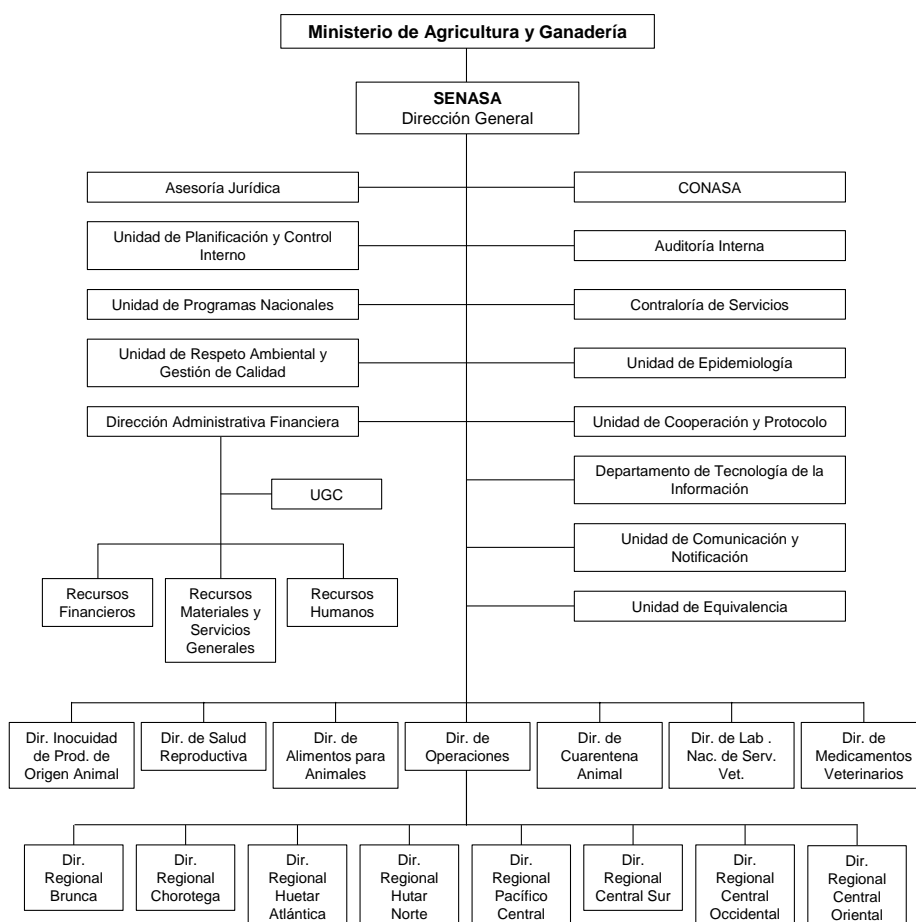 Ministerio de Agricultura y Ganadería
SENASA
Dirección General
Asesoría Jurídica
CONASA
Unidad de Planificación y Control
Interno
Auditoría Interna
Unidad de Programas Nacionales
Contraloría de Servicios
Unidad de Respeto Ambiental y
Gestión de Calidad
Unidad de Epidemiología
Dirección Administrativa Financiera
Unidad de Cooperación y Protocolo
Departamento de Tecnología de la
Información
UGC
Unidad de Comunicación y
Notificación
Recursos
Financieros
Recursos
Materiales y
Servicios
Generales
Recursos
Humanos
Unidad de Equivalencia
Dir. Inocuidad
de Prod. de
Origen Animal
Dir. de Salud
Reproductiva
Dir. de
Alimentos para
Animales
Dir. de
Operaciones
Dir. de
Cuarentena
Animal
Dir. de Lab .
Nac. de Serv.
Vet.
Dir. de
Medicamentos
Veterinarios
Dir.
Regional
Brunca
Dir.
Regional
Chorotega
Dir.
Regional
Huetar
Atlántica
Dir.
Regional
Hutar
Norte
Dir.
Regional
Pacífico
Central
Dir.
Regional
Central Sur
Dir.
Regional
Central
Occidental
Dir.
Regional
Central
Oriental